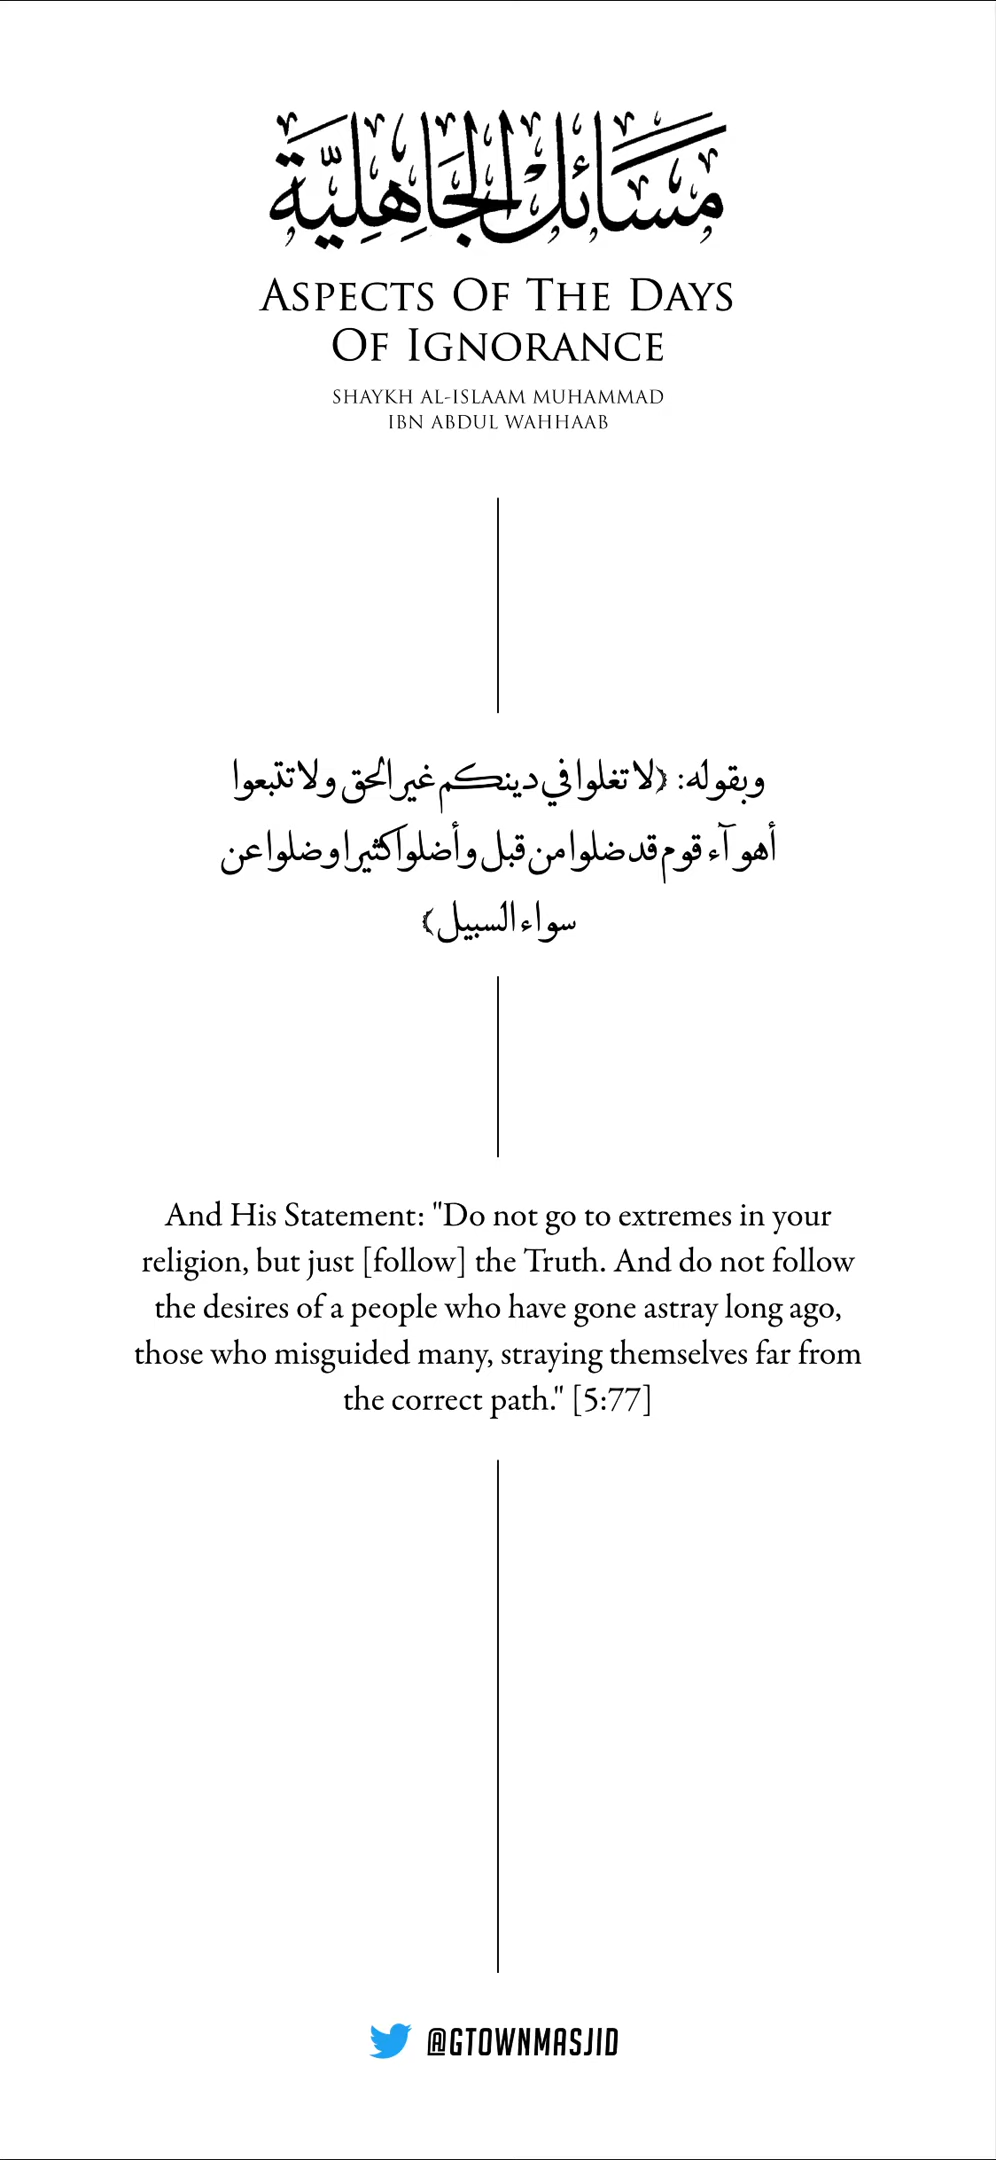 مَسَائِلْ الجَاهِلِيَّة
Aspects Of The Days
Of Ignorance
SHAYKH AL-ISLAAM MUHAMMAD
IBN ABDUL WAHHAAB
وبقوله: ﴿لا تغلوا في دينكم غير الحق ولا تتبعوا
أهوآء قوم قد ضلوا من قبل وأضلوا كثيرا وضلوا عن
سواء السبيل﴾
And His Statement: "Do not go to extremes in your
religion, but just [follow] the Truth. And do not follow
the desires of a people who have gone astray long ago,
those who misguided many, straying themselves far from
the correct path." [5:77]
@GTOWNMASJID